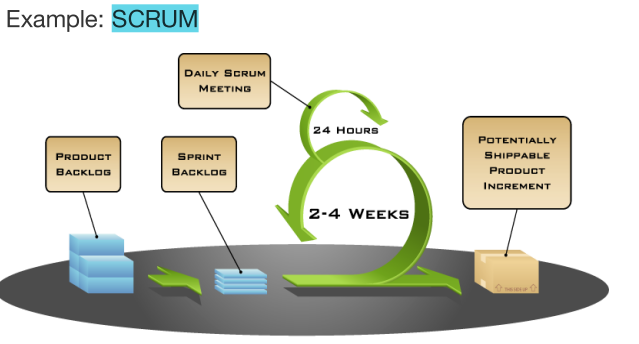 Example: SCRUM
DAILY SCRUM
MEETING
24 HOURS
PRODUCT
BACKLOG
SPRINT
BACKLOG
POTENTIALLY
SHIPPABLE
PRODUCT
INCREMENT
2-4 WEEKS